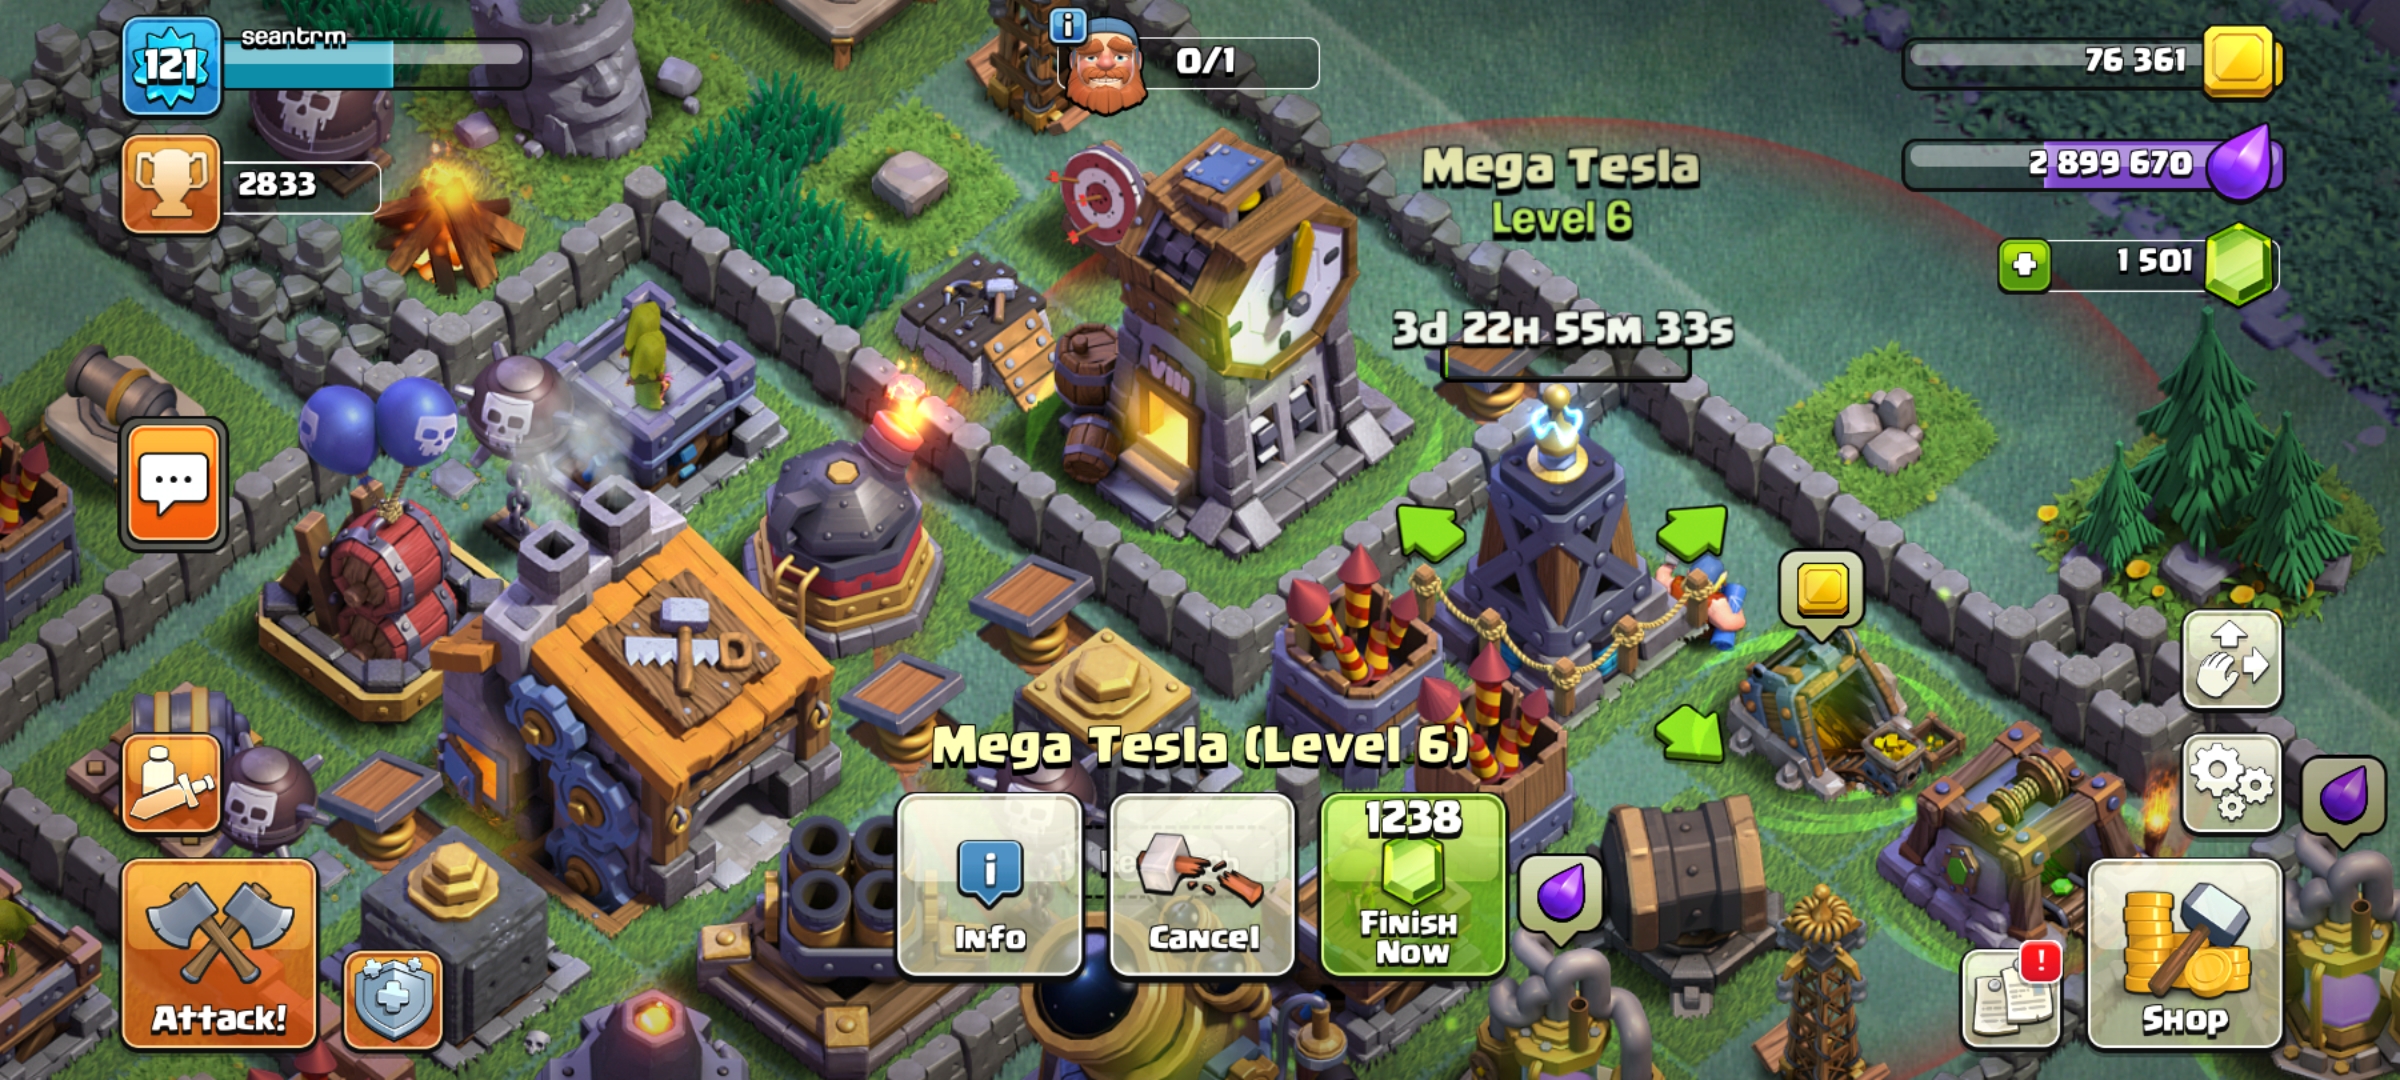 121
seantrm
0/1
76 361
2833
2 899 670
1 501
Mega Tesla
Level 6
3d 22H 55M 33s
VIII
Mega Tesla (Level 6)
1238
Info
Cancel
Finish
Now
Attack!
Shop